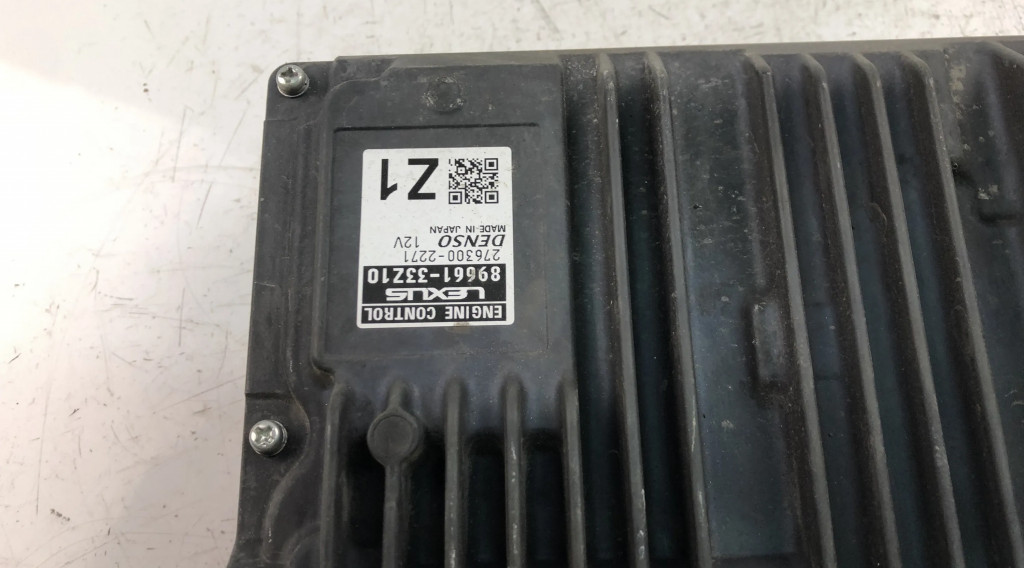 ENGINE CONTROL
LEXUS
89661-33Z10
276300-2271
DENSO 12V
MADE IN JAPAN
Z1